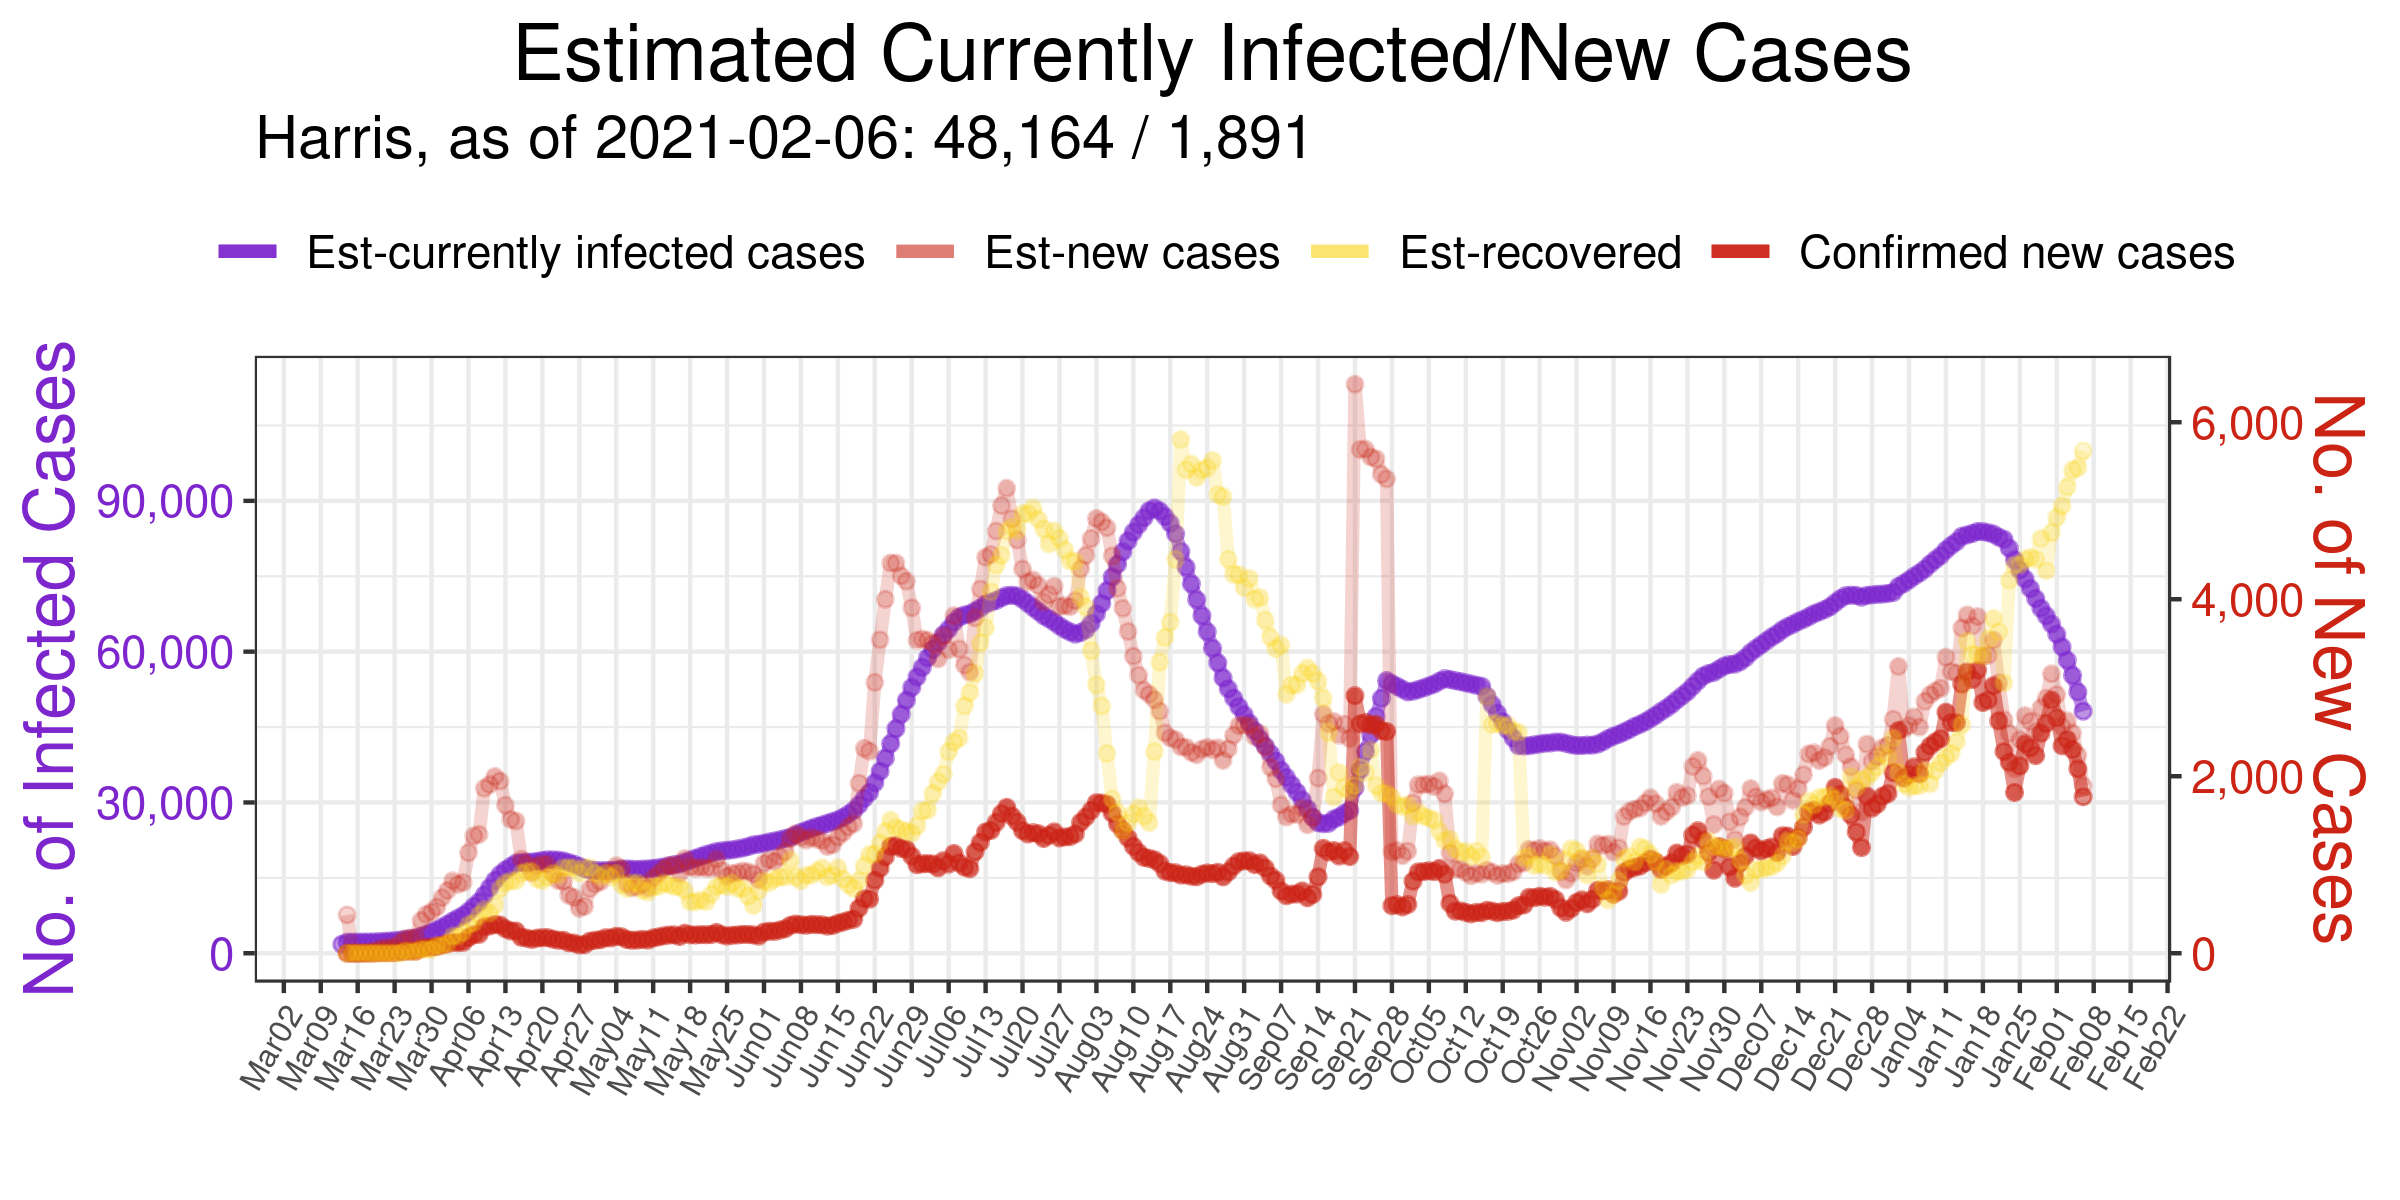 Estimated Currently Infected/New Cases
Harris, as of 2021-02-06: 48,164 / 1,891
Est-currently infected cases Est-new cases Est-recovered Confirmed new cases
No. of Infected Cases
90,000
60,000
30,000
0
6,000
4,000
2,000
0
No. of New Cases
Mar02 Mar09 Mar16 Mar23 Mar30 Apr06 Apr13 Apr20 Apr27 May04 May11 May18 May25 Jun01 Jun08 Jun15 Jun22 Jun29 Jul06 Jul13 Jul20 Jul27 Aug03 Aug10 Aug17 Aug24 Aug31 Sep07 Sep14 Sep21 Sep28 Oct05 Oct12 Oct19 Oct26 Nov02 Nov09 Nov16 Nov23 Nov30 Dec07 Dec14 Dec21 Dec28 Jan04 Jan11 Jan18 Jan25 Feb01 Feb08 Feb15 Feb22